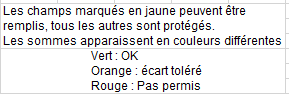 Les champs marqués en jaune peuvent être
remplis, tous les autres sont protégés.
Les sommes apparaissent en couleurs différentes
Vert : OK
Orange : écart toléré
Rouge : Pas permis